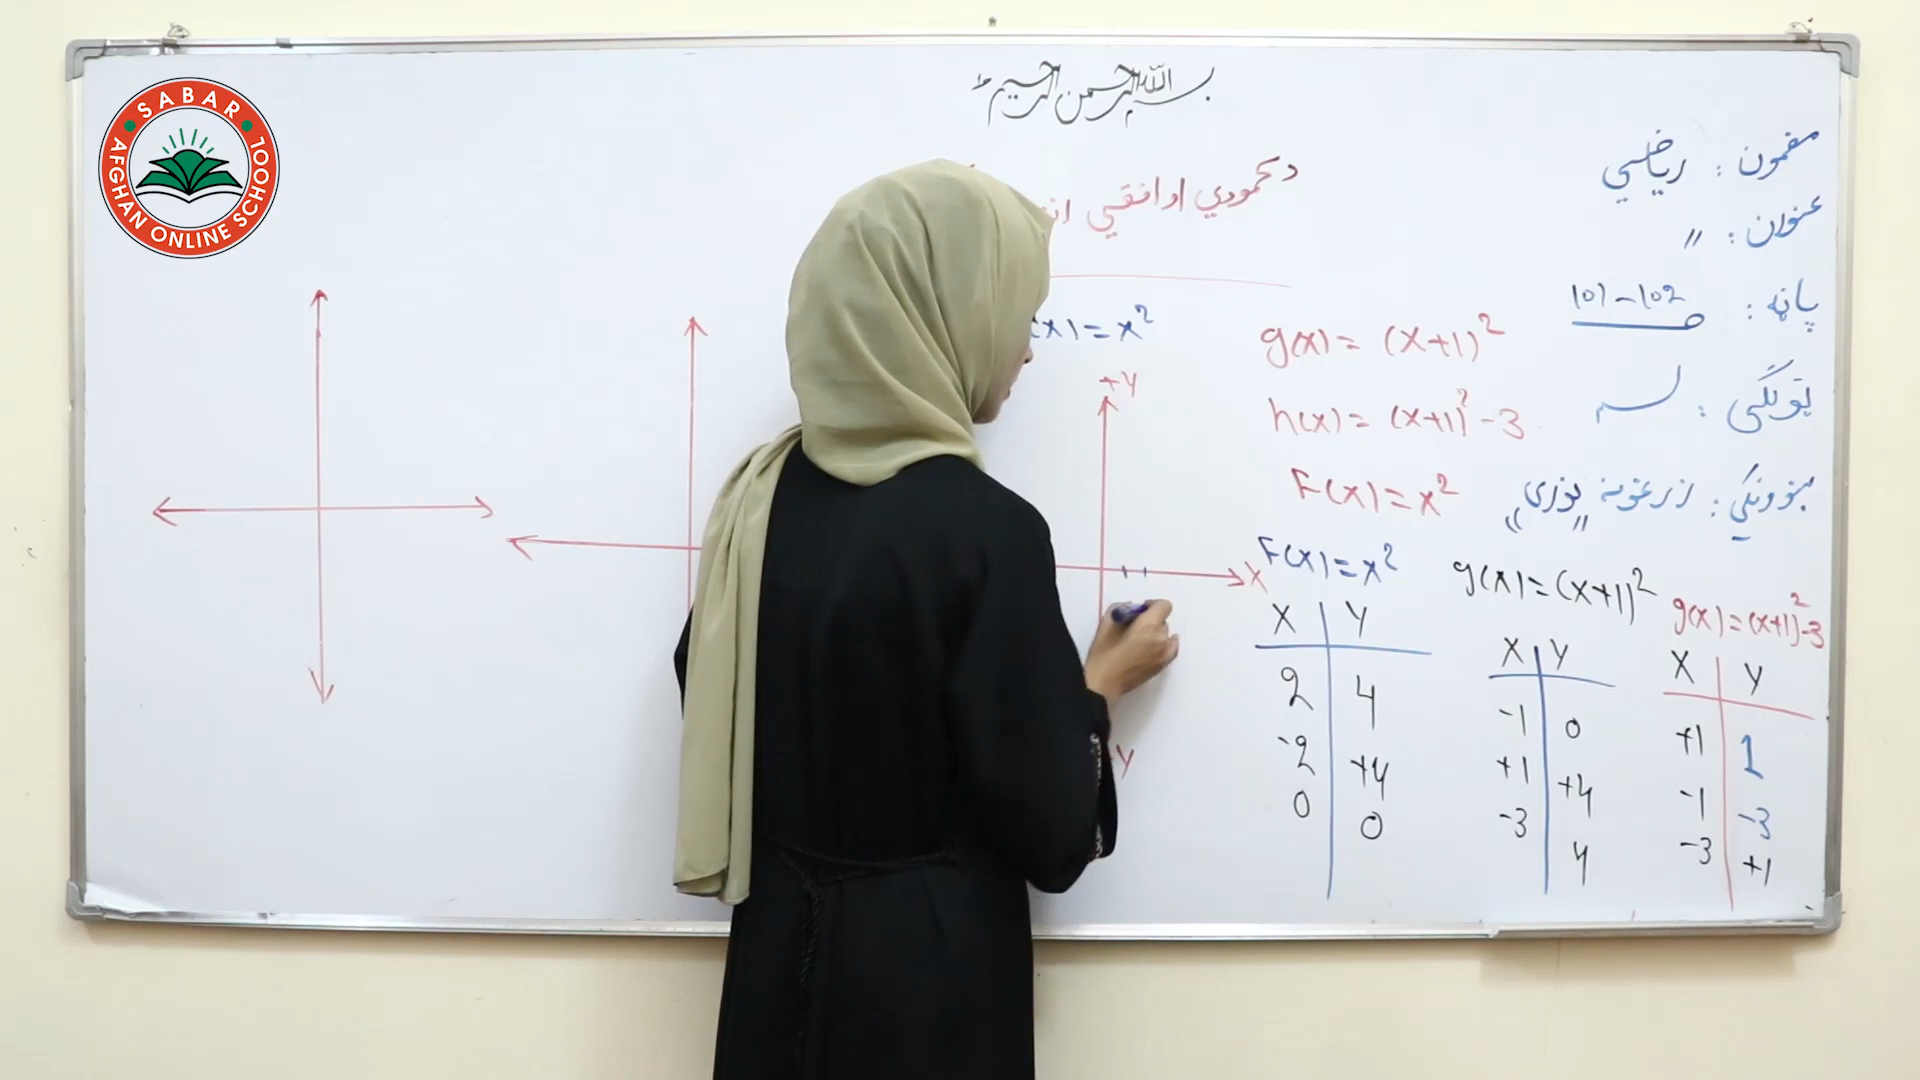 SABAR
AFGHAN ONLINE SCHOOL
بسم الله الرحمن الرحیم
د عمودي او افقي
مضمون : ریاضي
عنوان : "
پاڼه : 101-102
ټولګی : لسم
ښوونکې : زرغونه "نوری"
(x) = x²
g(x) = (x+1)²
h(x) = (x+1)² - 3
F(x) = x²
+y
X
y
F(x) = x²
X Y
2 4
-2 +4
0 0
g(x) = (x+1)²
X Y
-1 0
+1 +4
-3 4
g(x) = (x+1)² -3
X Y
+1 1
-1 -3
-3 +1